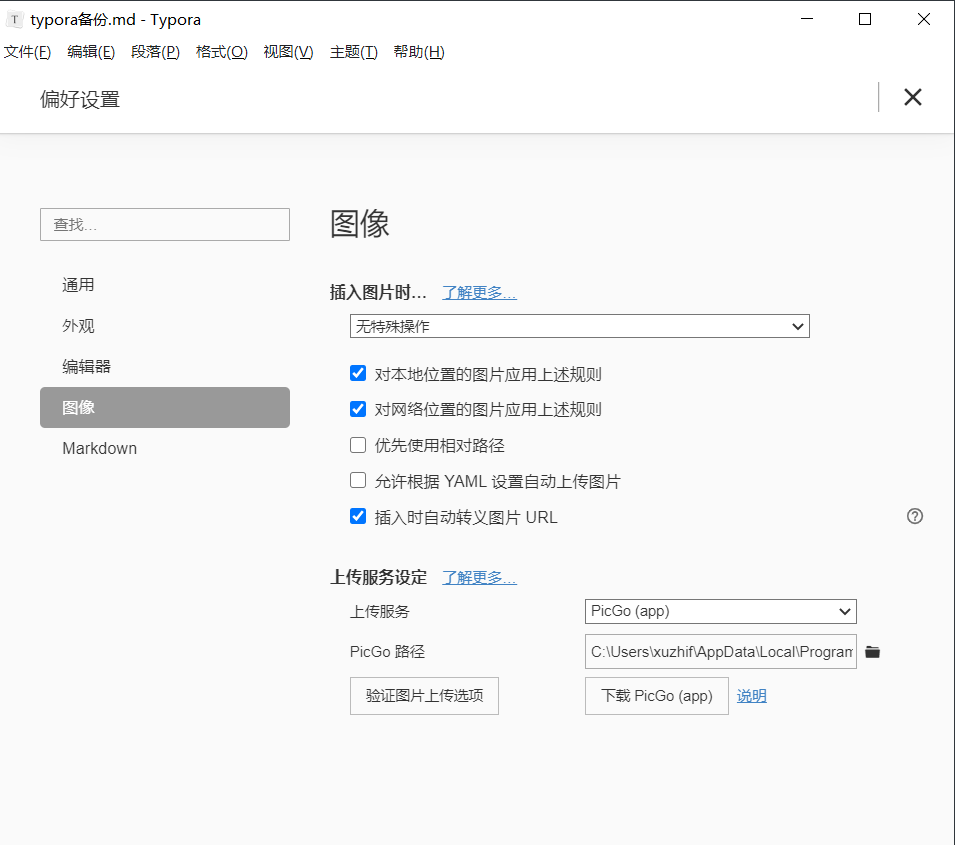 T typora备份.md - Typora
文件(F) 编辑(E) 段落(P) 格式(O) 视图(V) 主题(T) 帮助(H)
偏好设置
查找...
通用
外观
编辑器
图像
Markdown
图像
插入图片时... 了解更多...
无特殊操作
对本地位置的图片应用上述规则
对网络位置的图片应用上述规则
优先使用相对路径
允许根据 YAML 设置自动上传图片
插入时自动转义图片 URL
上传服务设定 了解更多...
上传服务 PicGo (app)
PicGo 路径 C:\Users\xuzhif\AppData\Local\Program
验证图片上传选项 下载 PicGo (app) 说明